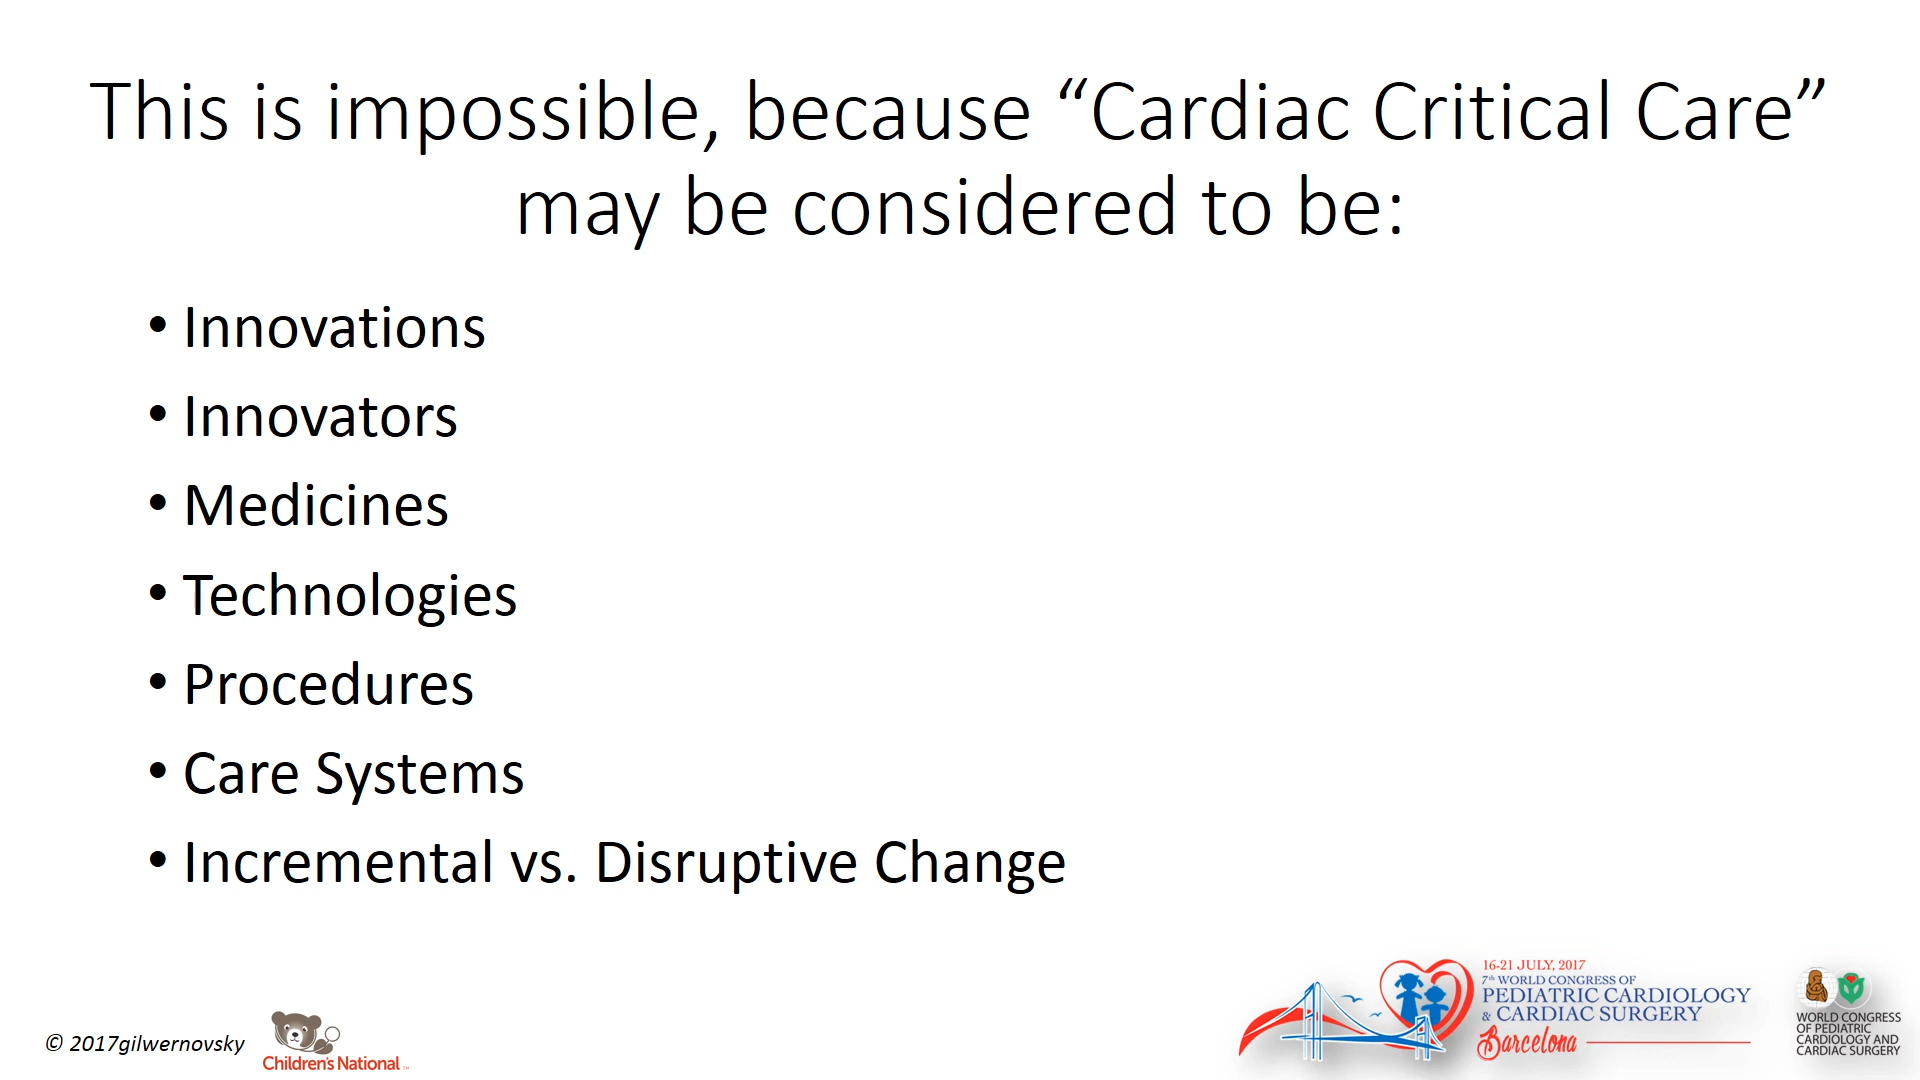 This is impossible, because “Cardiac Critical Care”
may be considered to be:
• Innovations
• Innovators
• Medicines
• Technologies
• Procedures
• Care Systems
• Incremental vs. Disruptive Change
© 2017gilwernovsky
Children's National ™
16-21 JULY, 2017
7th WORLD CONGRESS OF
PEDIATRIC CARDIOLOGY
& CARDIAC SURGERY
Barcelona
WORLD CONGRESS
OF PEDIATRIC
CARDIOLOGY AND
CARDIAC SURGERY